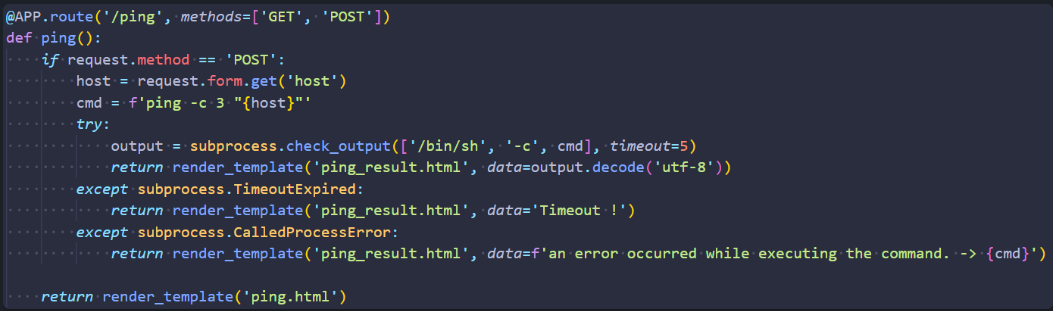 @APP.route('/ping', methods=['GET', 'POST'])
def ping():
    if request.method == 'POST':
        host = request.form.get('host')
        cmd = f'ping -c 3 "{host}"'
        try:
            output = subprocess.check_output(['/bin/sh', '-c', cmd], timeout=5)
            return render_template('ping_result.html', data=output.decode('utf-8'))
        except subprocess.TimeoutExpired:
            return render_template('ping_result.html', data='Timeout !')
        except subprocess.CalledProcessError:
            return render_template('ping_result.html', data=f'an error occurred while executing the command. -> {cmd}')
    return render_template('ping.html')